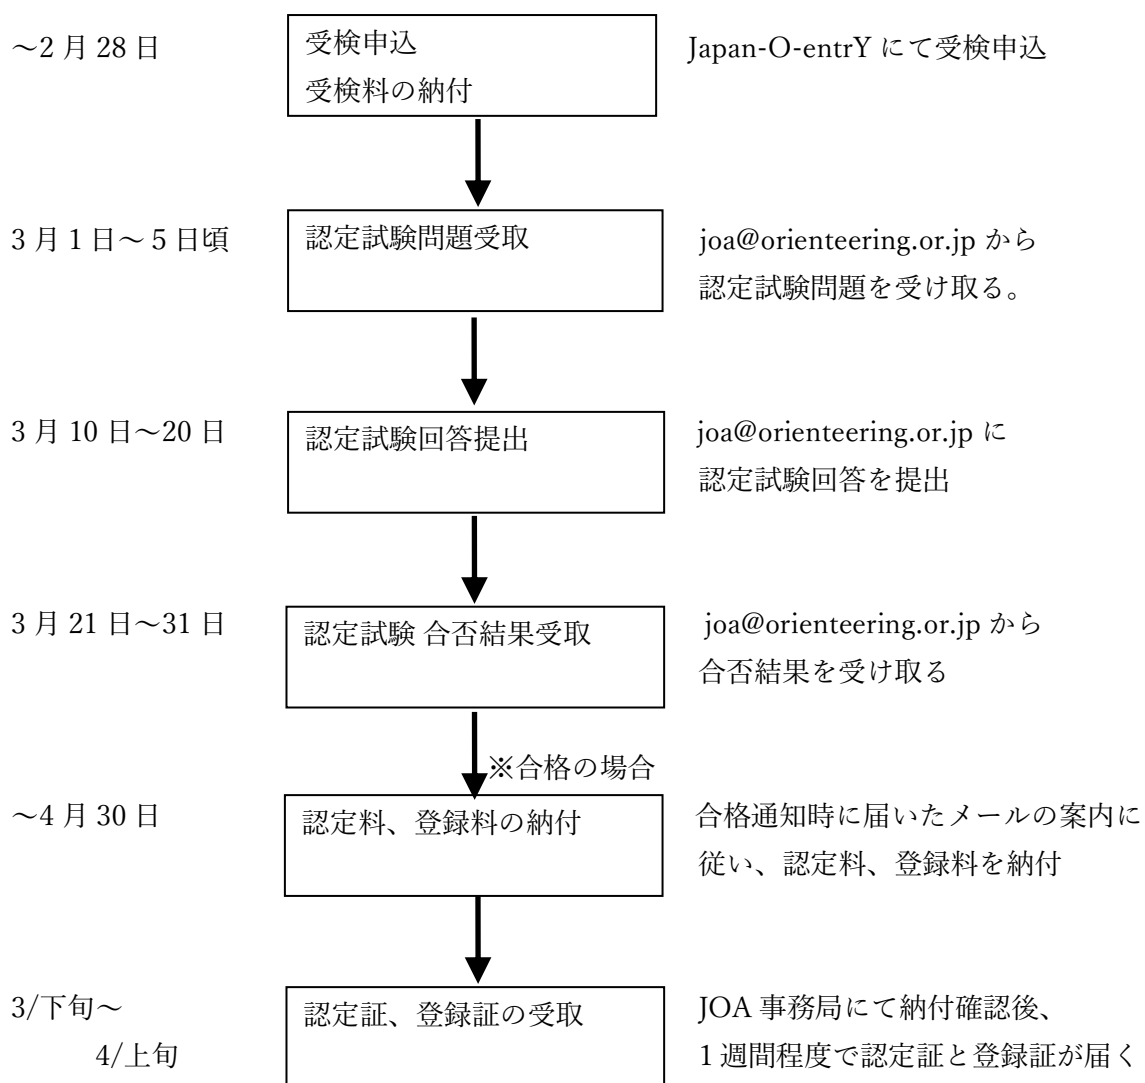 ～2 月 28 日
受検申込
受検料の納付
Japan-O-entrY にて受検申込
3 月 1 日～ 5 日頃
認定試験問題受取
joa@orienteering.or.jp から
認定試験問題を受け取る。
3 月 10 日～20 日
認定試験回答提出
joa@orienteering.or.jp に
認定試験回答を提出
3 月 21 日～31 日
認定試験 合否結果受取
joa@orienteering.or.jp から
合否結果を受け取る
※合格の場合
～4 月 30 日
認定料、登録料の納付
合格通知時に届いたメールの案内に
従い、認定料、登録料を納付
3/下旬～
4/上旬
認定証、登録証の受取
JOA 事務局にて納付確認後、
1 週間程度で認定証と登録証が届く